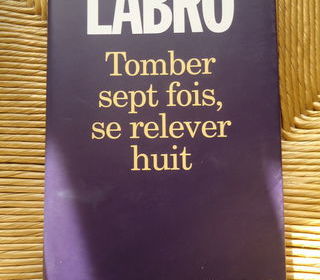 LABRO
Tomber
sept fois,
se relever
huit